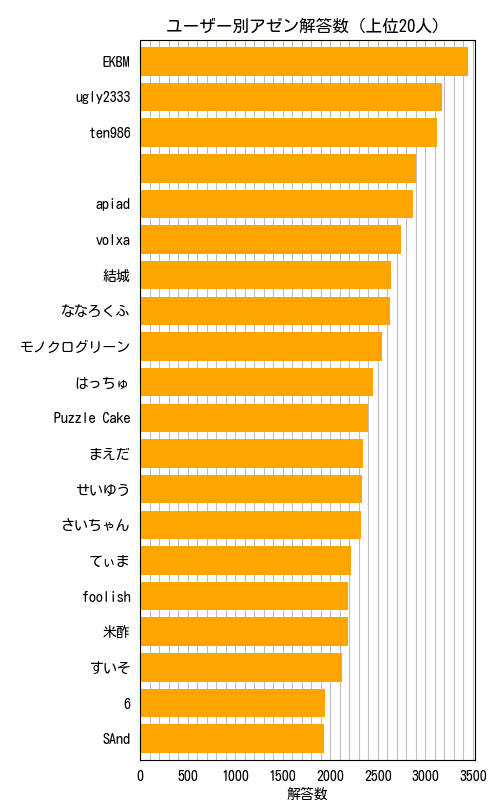 ユーザー別アゼン解答数 (上位20人)
EKBM
ugly2333
ten986
apiad
volxa
結城
ななろくふ
モノクログリーン
はっちゅ
Puzzle Cake
まえだ
せいゆう
さいちゃん
てぃま
foolish
米酢
すいそ
6
SAnd
0 500 1000 1500 2000 2500 3000 3500
解答数